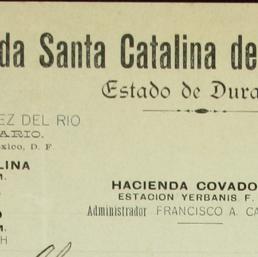 da Santa Catalina de
Estado de Dura
EZ DEL RIO
ARIO.
éxico, D. F.
LINA
M.
HACIENDA COVADO
ESTACION YERBANIS F.
Administrador FRANCISCO A. CA
M.
H